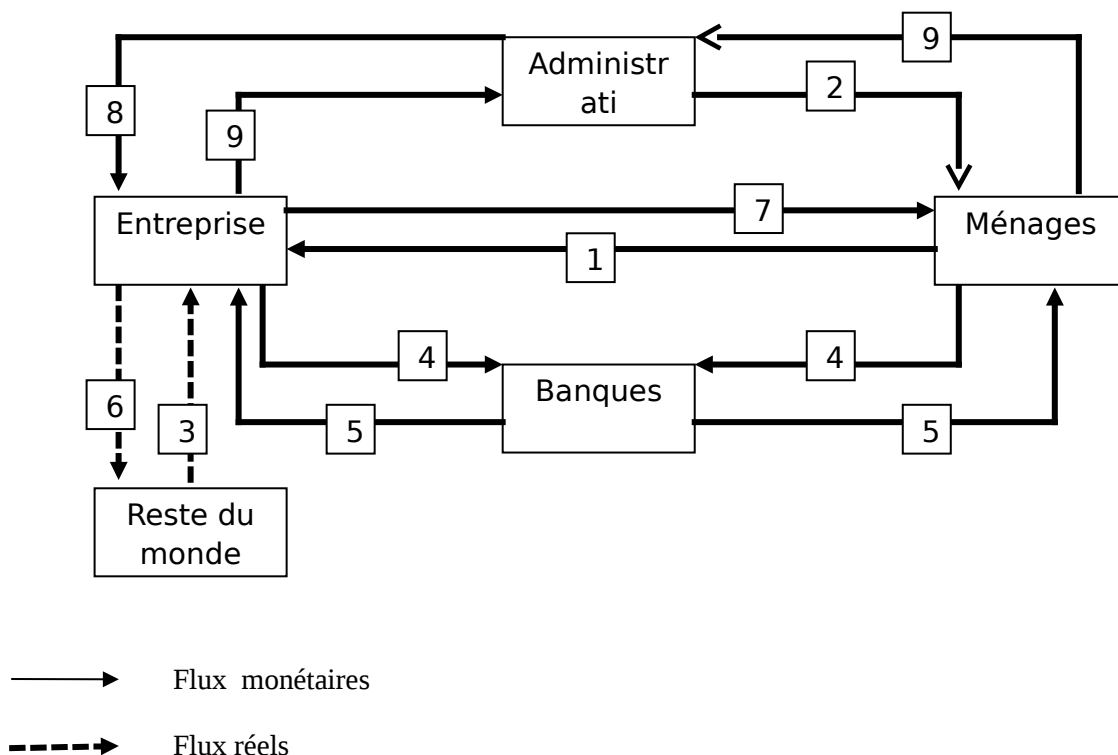 9
Administr
ati
2
8
9
Entreprise
7
Ménages
1
4
4
Banques
6
3
5
5
Reste du
monde
Flux monétaires
Flux réels